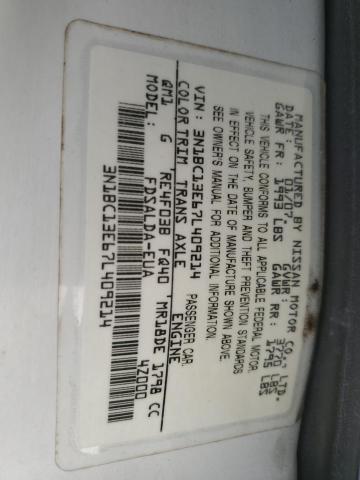 MANUFACTURED BY NISSAN MOTOR CO., LTD.
DATE: 01/07 GVWR: 3720 LBS
GAWR FR: 1993 LBS GAWR RR: 1795 LBS
THIS VEHICLE CONFORMS TO ALL APPLICABLE FEDERAL MOTOR
VEHICLE SAFETY, BUMPER AND THEFT PREVENTION STANDARDS
IN EFFECT ON THE DATE OF MANUFACTURE SHOWN ABOVE.
SEE OWNER'S MANUAL FOR ADDITIONAL INFORMATION.
VIN: 3N1BC13E67L409214 PASSENGER CAR
COLOR TRIM TRANS AXLE ENGINE
QM1 G RE4F03B FQ40 MR18DE 1798 CC
MODEL: FDSALDA-EUA 4Z000
3N1BC13E67L409214